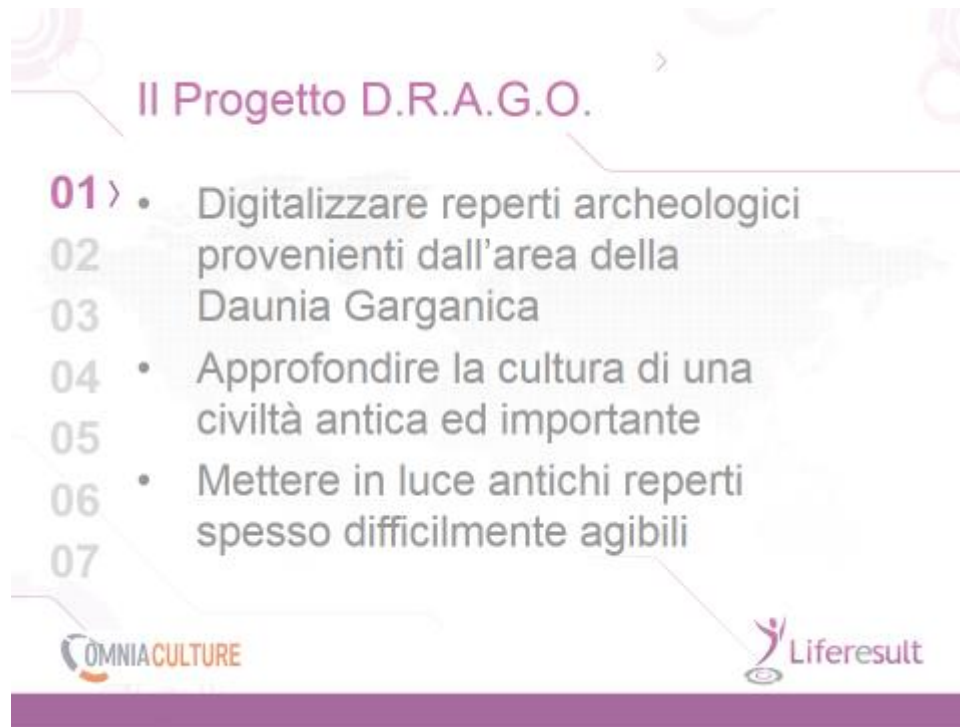 Il Progetto D.R.A.G.O.
01
• Digitalizzare reperti archeologici
provenienti dall'area della
Daunia Garganica
• Approfondire la cultura di una
civiltà antica ed importante
• Mettere in luce antichi reperti
spesso difficilmente agibili
02
03
04
05
06
07
OMNIACULTURE
Liferesult